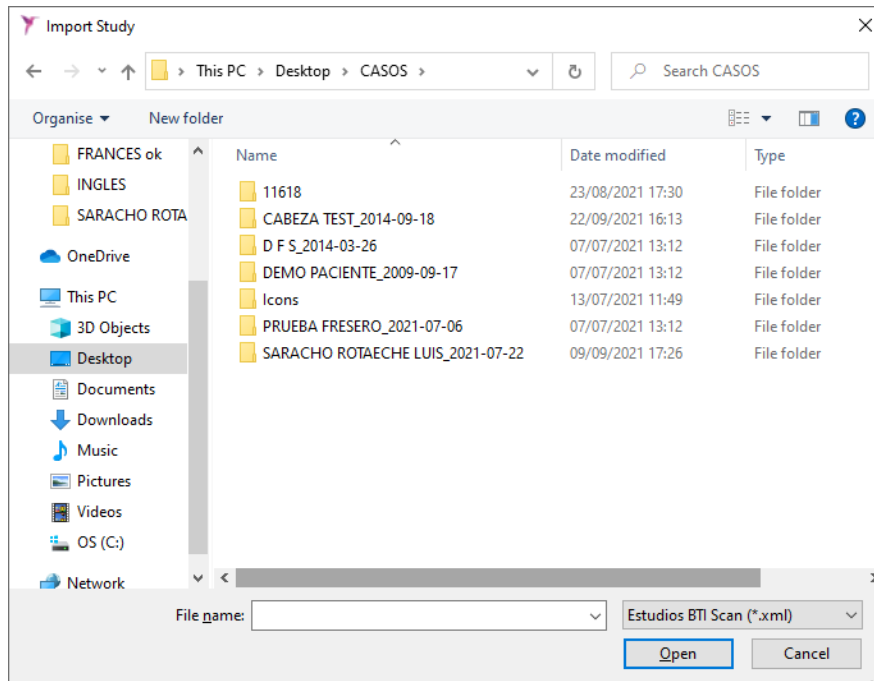 Import Study
This PC > Desktop > CASOS >
Search CASOS
Organise New folder
FRANCES ok
INGLES
SARACHO ROTA
OneDrive
This PC
3D Objects
Desktop
Documents
Downloads
Music
Pictures
Videos
OS (C:)
Network
Name Date modified Type
11618 23/08/2021 17:30 File folder
CABEZA TEST_2014-09-18 22/09/2021 16:13 File folder
D F S_2014-03-26 07/07/2021 13:12 File folder
DEMO PACIENTE_2009-09-17 07/07/2021 13:12 File folder
Icons 13/07/2021 11:49 File folder
PRUEBA FRESERO_2021-07-06 07/07/2021 13:12 File folder
SARACHO ROTAECHE LUIS_2021-07-22 09/09/2021 17:26 File folder
File name: Estudios BTI Scan (*.xml)
Open Cancel